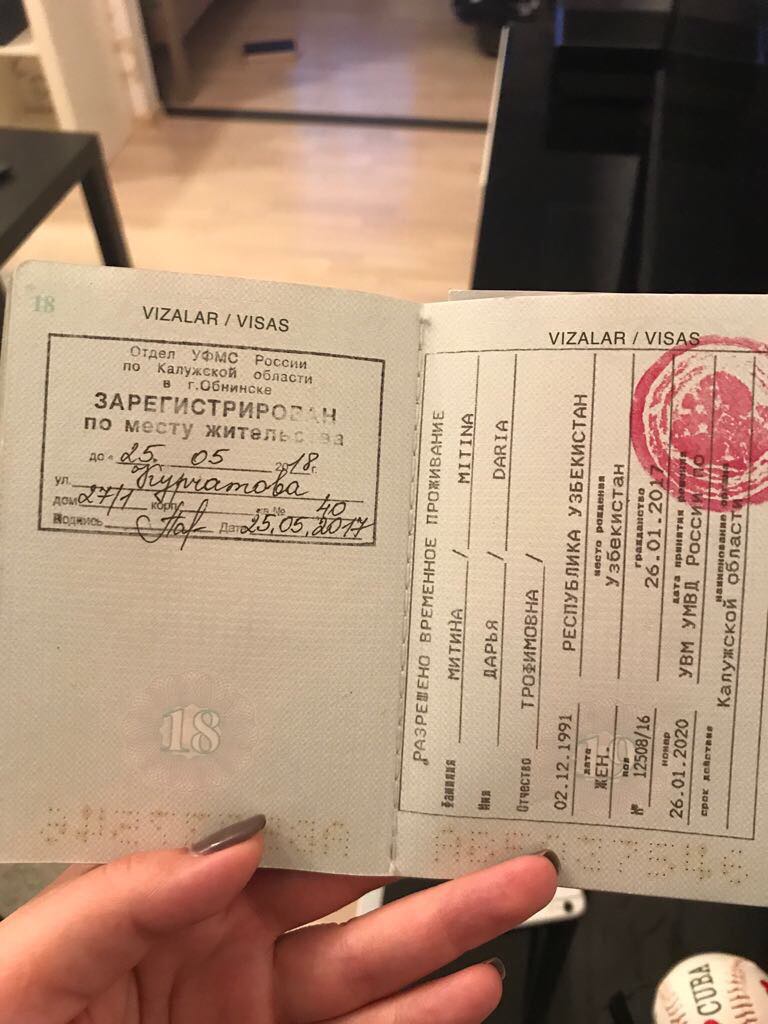 18
VIZALAR / VISAS
Отдел УФМС России
по Калужской области
в г.Обнинске
ЗАРЕГИСТРИРОВАН
по месту жительства
до « 25. 05 2018г.
ул. Курчатова
дом 27/1 корп. кв № 40
Подпись Дата 25.05.2017
18
VIZALAR / VISAS
РАЗРЕШЕНО ВРЕМЕННОЕ ПРОЖИВАНИЕ
МИТИНА / MITINA
Фамилия
ДАРЬЯ / DARIA
Имя
ТРОФИМОВНА /
Отчество
02.12.1991 РЕСПУБЛИКА УЗБЕКИСТАН
дата место рождения
ЖЕН. Узбекистан
пол гражданство
№ 12508/16 26.01.2017
номер дата принятия решения
26.01.2020 УВМ УМВД России по
срок действия наименование органа
Калужской области
CUBA